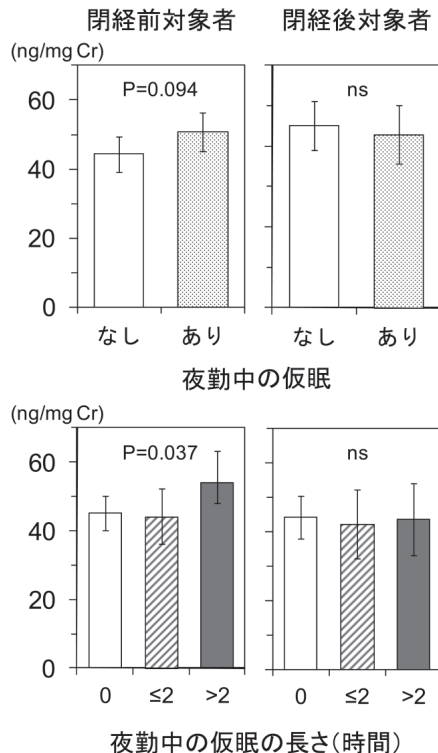 閉経前対象者 閉経後対象者
(ng/mg Cr)
60
40
20
0
P=0.094
ns
なし あり なし あり
夜勤中の仮眠
(ng/mg Cr)
60
40
20
0
P=0.037
ns
0 ≤2 >2 0 ≤2 >2
夜勤中の仮眠の長さ(時間)